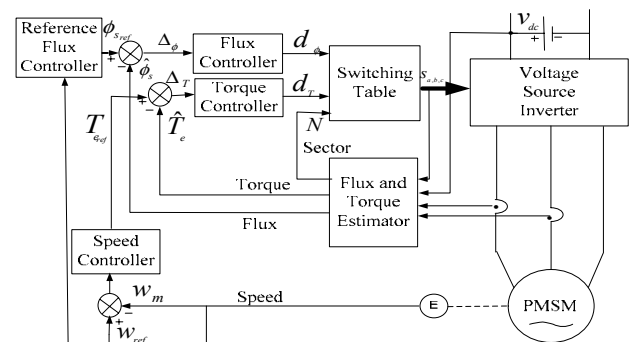 Reference
Flux
Controller
ϕ_sref
+
−
Δ_ϕ
ϕ̂_s
Flux
Controller
d_ϕ
+
−
Δ_T
T̂_e
Torque
Controller
d_T
N
Sector
Switching
Table
s_a,b,c
v_dc
+ −
Voltage
Source
Inverter
T_eref
Torque
Flux
Flux and
Torque
Estimator
Speed
Controller
w_m
+
−
w_ref
Speed
E
PMSM